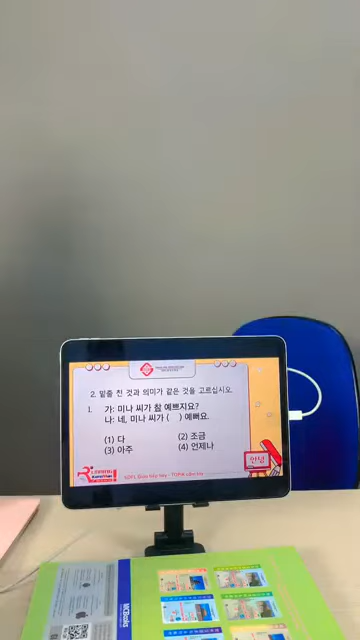 2. 밑줄 친 것과 의미가 같은 것을 고르십시오.
1. 가: 미나 씨가 참 예쁘지요?
나: 네, 미나 씨가 ( ) 예뻐요.
(1) 다 (2) 조금
(3) 아주 (4) 언제나
안녕
MCBooks